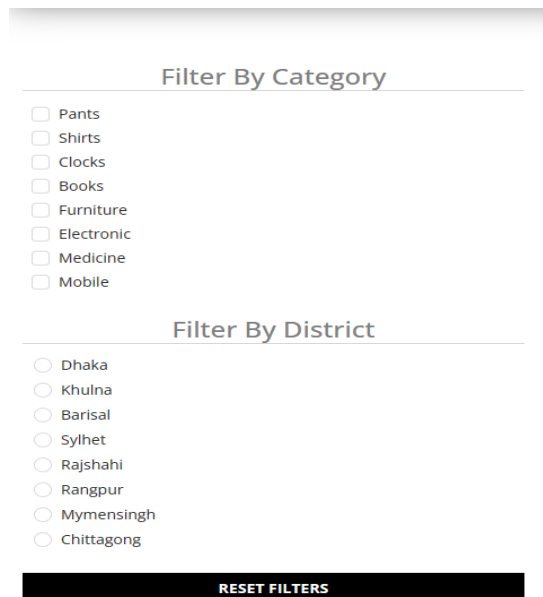 Filter By Category
Pants
Shirts
Clocks
Books
Furniture
Electronic
Medicine
Mobile
Filter By District
Dhaka
Khulna
Barisal
Sylhet
Rajshahi
Rangpur
Mymensingh
Chittagong
RESET FILTERS